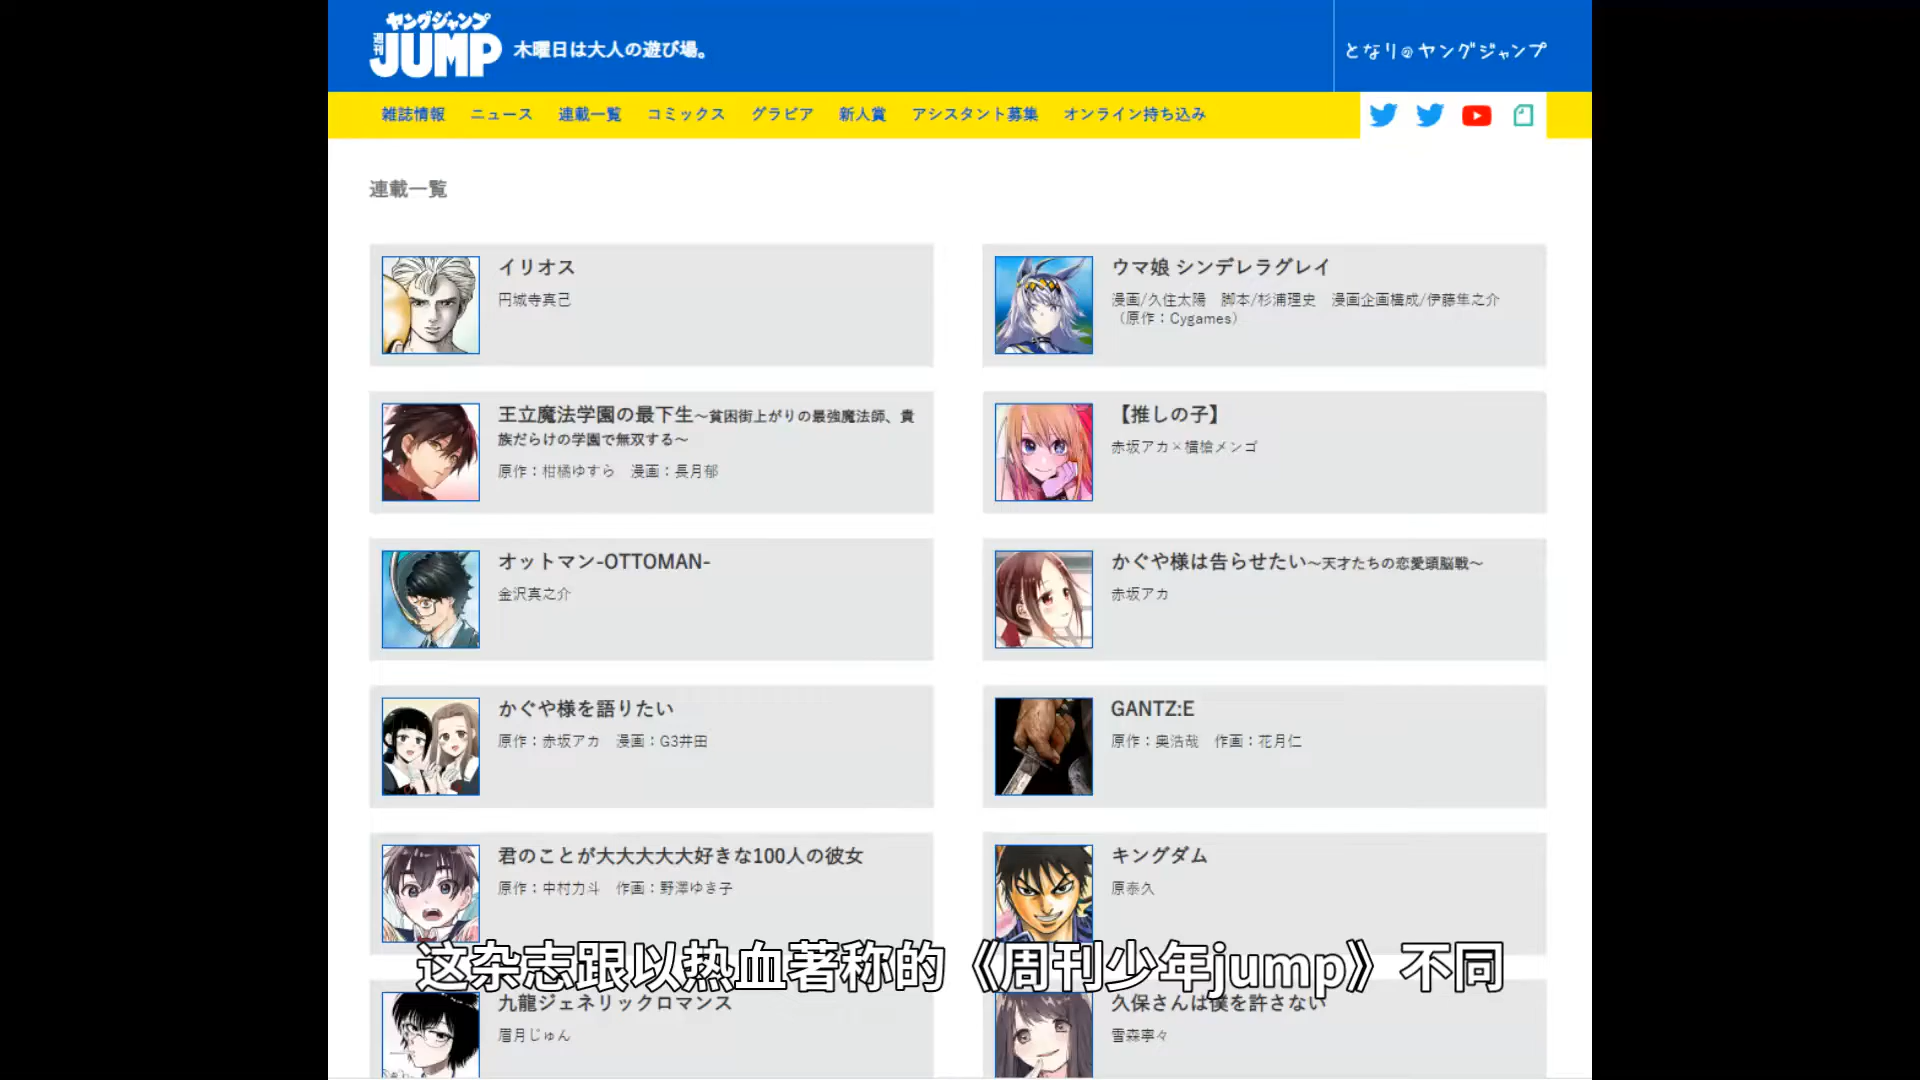 ヤングジャンプ
週刊
JUMP
木曜日は大人の遊び場。
となりのヤングジャンプ
雑誌情報 ニュース 連載一覧 コミックス グラビア 新人賞 アシスタント募集 オンライン持ち込み
連載一覧
イリオス
円城寺真己
ウマ娘 シンデレラグレイ
漫画/久住太陽 脚本/杉浦理史 漫画企画構成/伊藤隼之介
(原作:Cygames)
王立魔法学園の最下生~貧困街上がりの最強魔法師、貴
族だらけの学園で無双する~
原作:柑橘ゆすら 漫画:長月郁
【推しの子】
赤坂アカ×横槍メンゴ
オットマン-OTTOMAN-
金沢真之介
かぐや様は告らせたい~天才たちの恋愛頭脳戦~
赤坂アカ
かぐや様を語りたい
原作:赤坂アカ 漫画:G3井田
GANTZ:E
原作:奥浩哉 作画:花月仁
君のことが大大大大大好きな100人の彼女
原作:中村力斗 作画:野澤ゆき子
キングダム
原泰久
这杂志跟以热血著称的《周刊少年jump》不同
九龍ジェネリックロマンス
眉月じゅん
久保さんは僕を許さない
雪森寧々